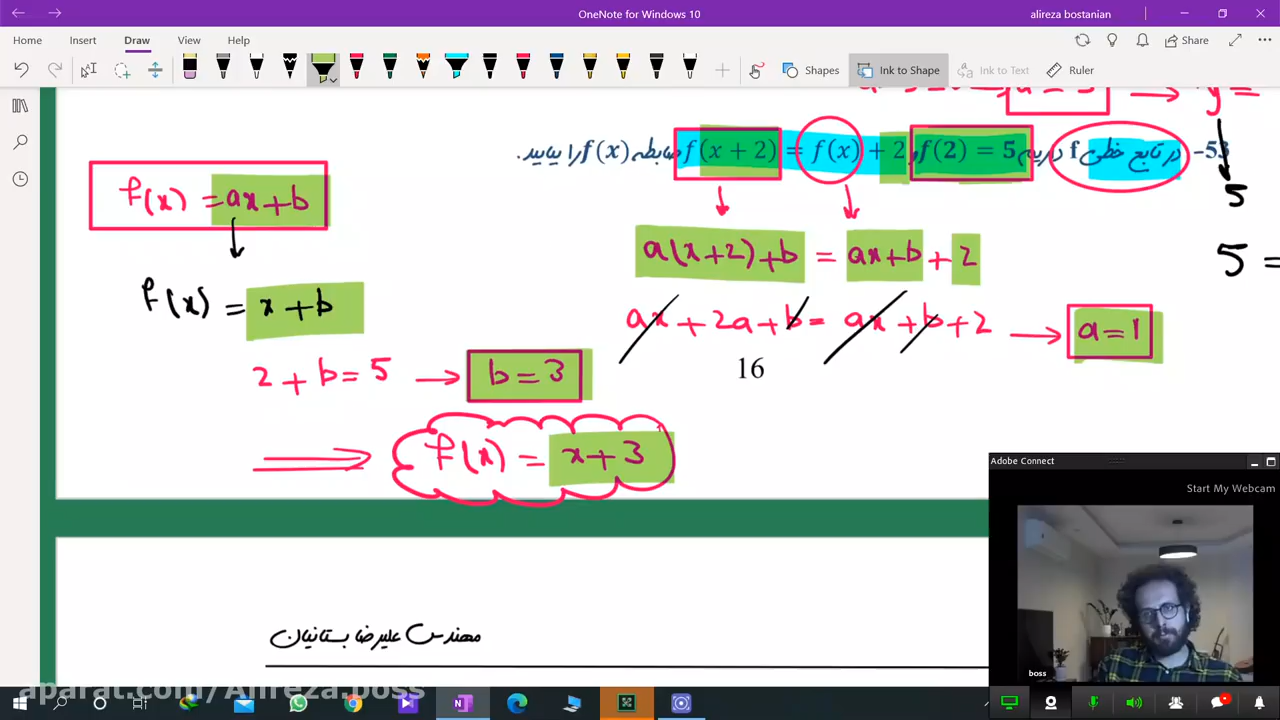 OneNote for Windows 10
alireza bostanian
Home Insert Draw View Help
Share
Shapes
Ink to Shape
Ink to Text
Ruler
53- در تابع خطی f داریم f(2) = 5 و f(x + 2) = f(x) + 2 ضابطه f(x) را بیابید.
f(x) = ax+b
5
a(x+2)+b = ax+b + 2
5 =
f(x) = x+b
ax + 2a + b = ax + b + 2 → a = 1
2 + b = 5 → b = 3
16
f(x) = x+3
Adobe Connect
Start My Webcam
مهندس علیرضا بستانیان
boss
aparat.com/Alireza.boss